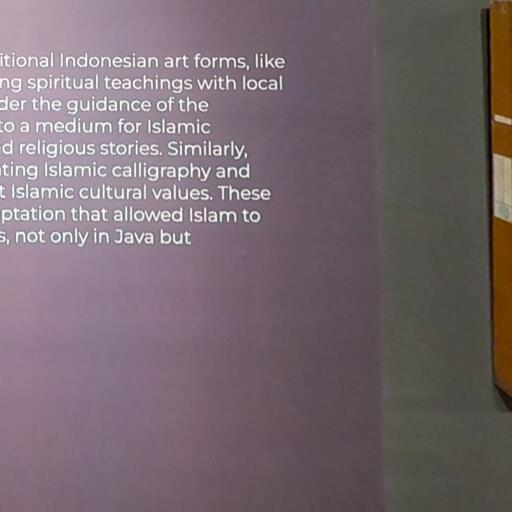 itional Indonesian art forms, like
ng spiritual teachings with local
der the guidance of the
to a medium for Islamic
d religious stories. Similarly,
ting Islamic calligraphy and
t Islamic cultural values. These
ptation that allowed Islam to
s, not only in Java but